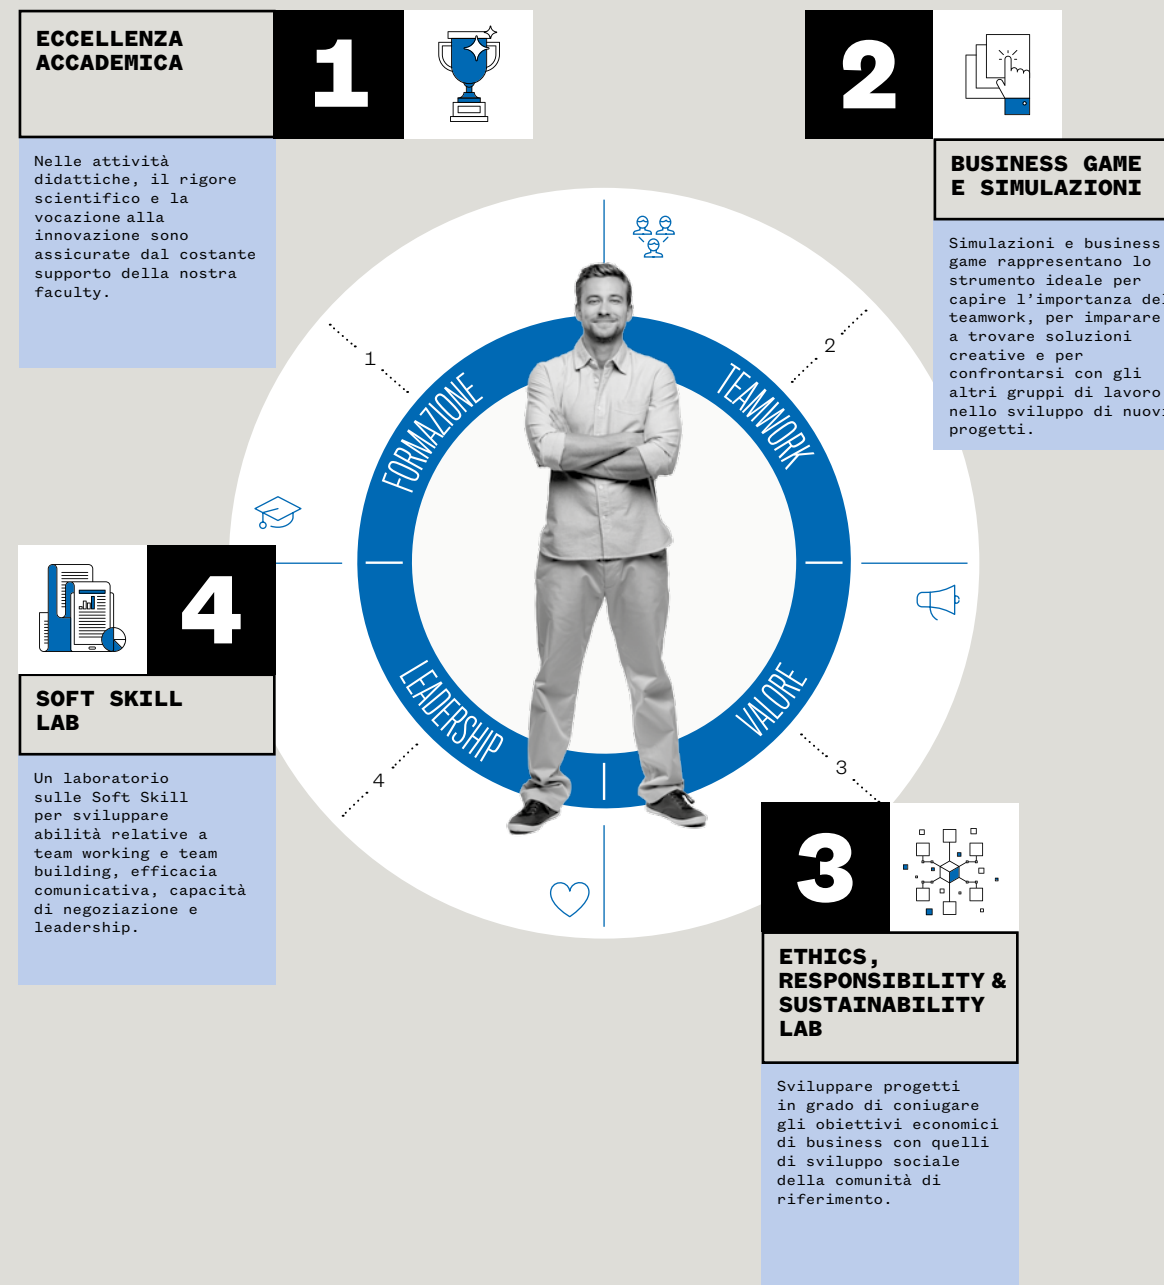 ECCELLENZA
ACCADEMICA
1
Nelle attività
didattiche, il rigore
scientifico e la
vocazione alla
innovazione sono
assicurate dal costante
supporto della nostra
faculty.
2
BUSINESS GAME
E SIMULAZIONI
Simulazioni e business
game rappresentano lo
strumento ideale per
capire l'importanza del
teamwork, per imparare
a trovare soluzioni
creative e per
confrontarsi con gli
altri gruppi di lavoro
nello sviluppo di nuovi
progetti.
1
2
FORMAZIONE
TEAMWORK
LEADERSHIP
VALORE
4
3
4
SOFT SKILL
LAB
Un laboratorio
sulle Soft Skill
per sviluppare
abilità relative a
team working e team
building, efficacia
comunicativa, capacità
di negoziazione e
leadership.
3
ETHICS,
RESPONSIBILITY &
SUSTAINABILITY
LAB
Sviluppare progetti
in grado di coniugare
gli obiettivi economici
di business con quelli
di sviluppo sociale
della comunità di
riferimento.